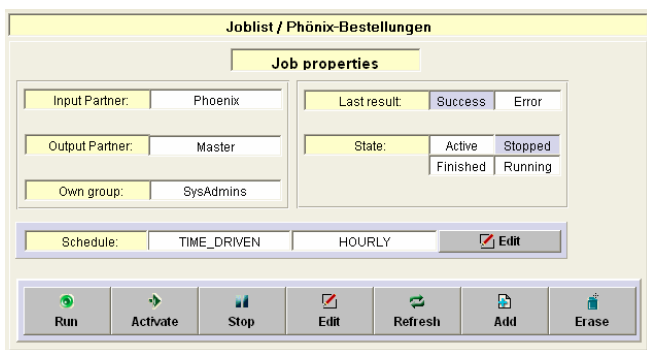 Joblist / Phönix-Bestellungen
Job properties
Input Partner: Phoenix
Last result: Success Error
Output Partner: Master
State: Active Stopped
Finished Running
Own group: SysAdmins
Schedule: TIME_DRIVEN HOURLY Edit
Run Activate Stop Edit Refresh Add Erase